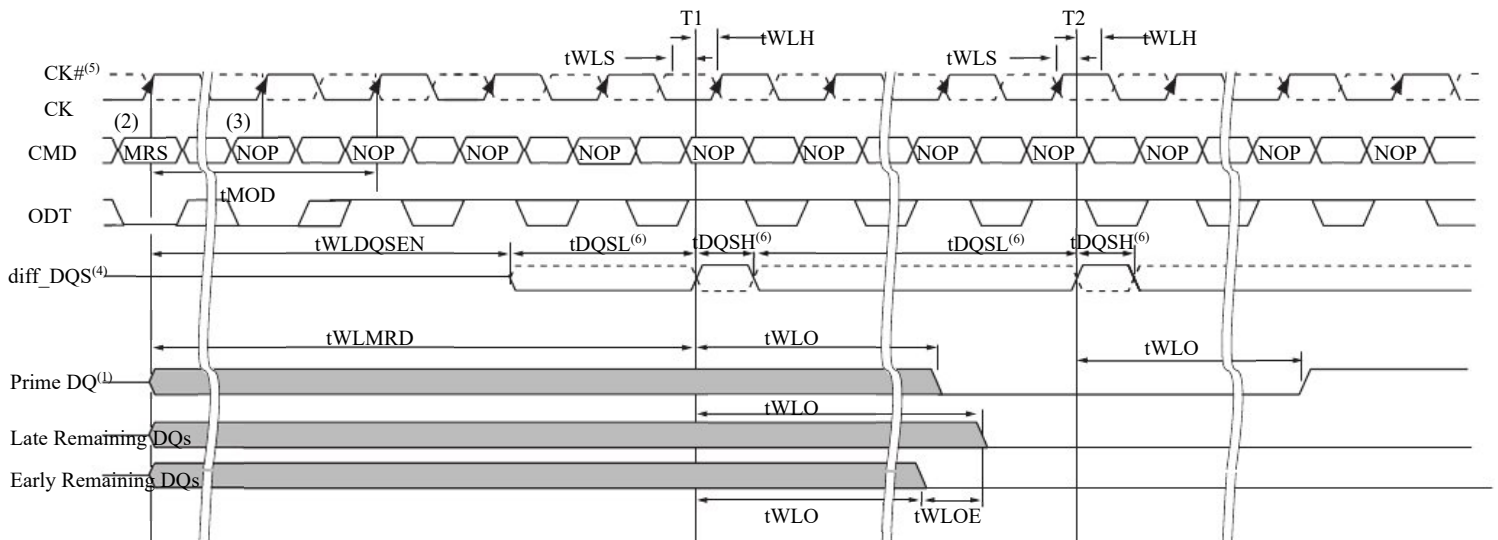 T1 T2
tWLH tWLH
tWLS tWLS
CK#(5)
CK
(2) (3)
CMD MRS NOP NOP NOP NOP NOP NOP NOP NOP NOP NOP NOP
tMOD
ODT
tWLDQSEN tDQSL(6) tDQSH(6) tDQSL(6) tDQSH(6)
diff_DQS(4)
tWLMRD tWLO tWLO
Prime DQ(1)
tWLO
Late Remaining DQs
Early Remaining DQs
tWLO tWLOE